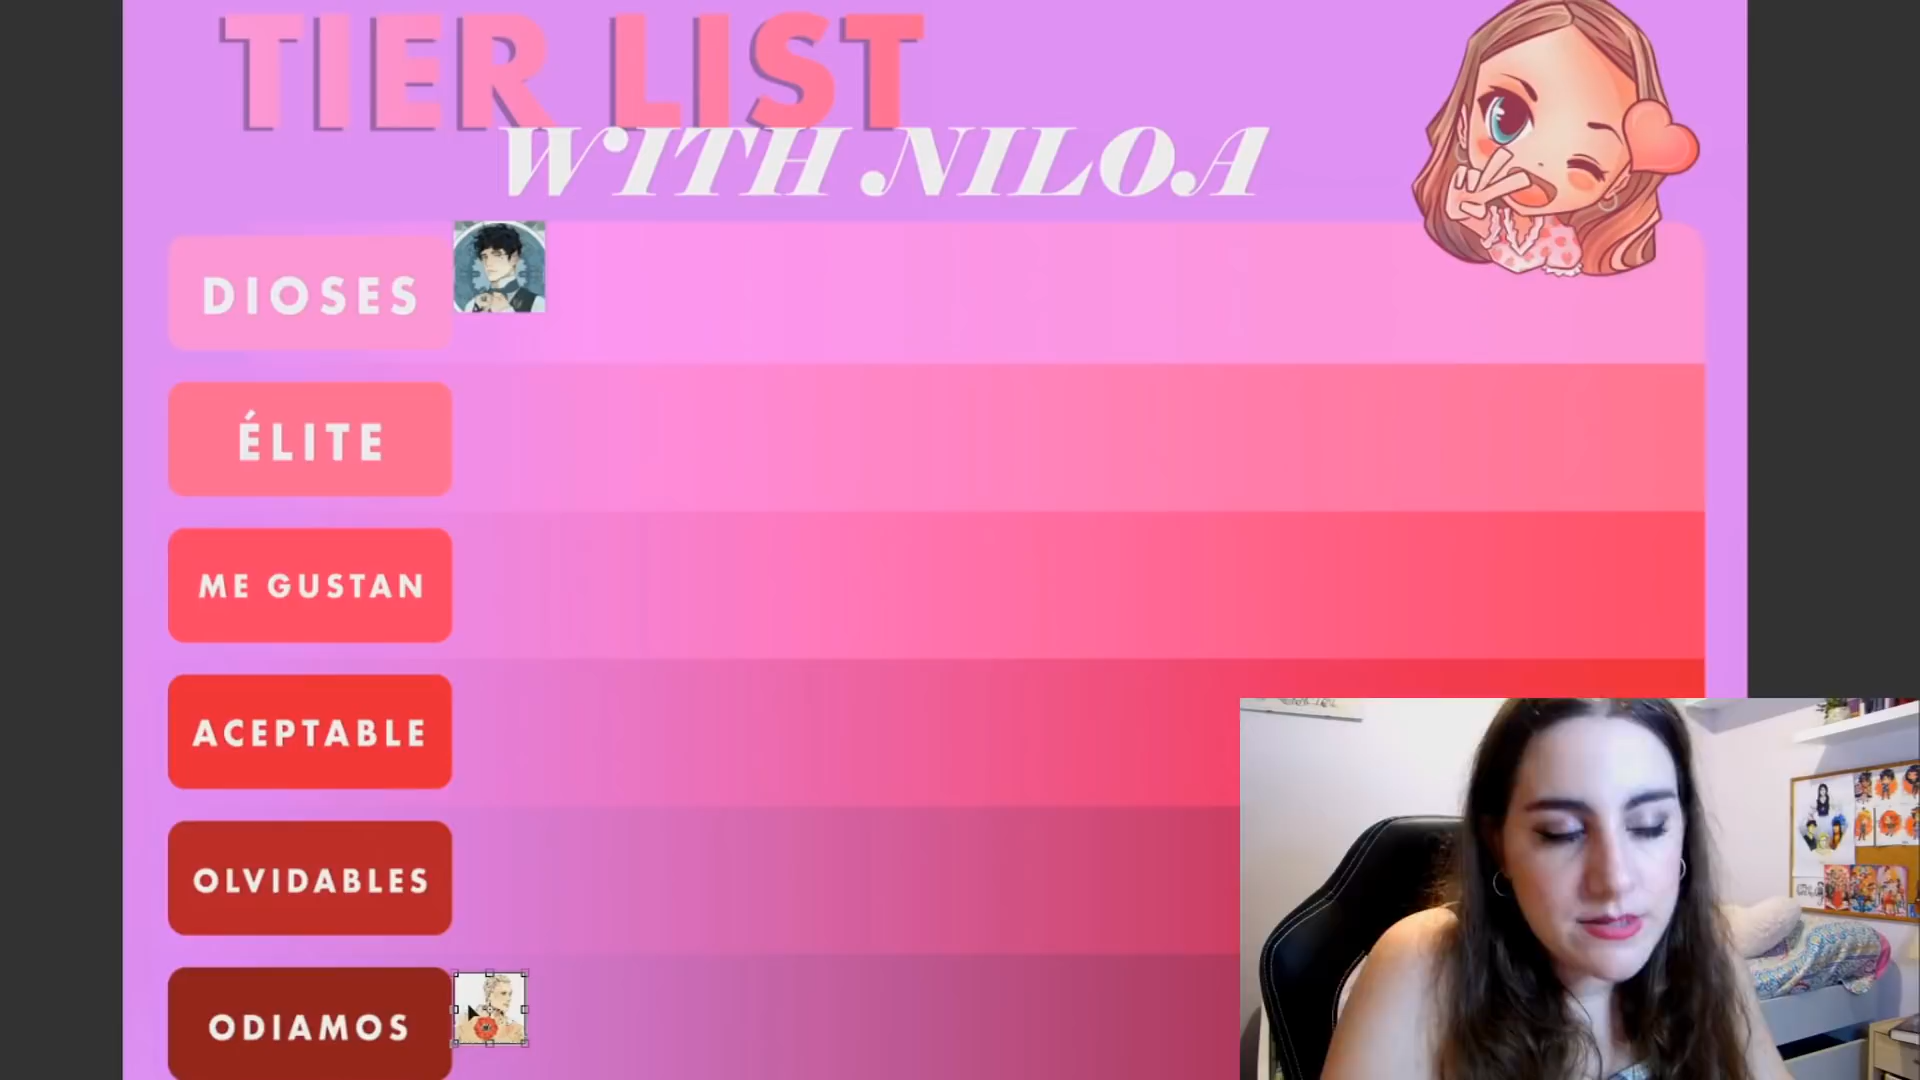 TIER LIST
WITH NILOA
DIOSES
ÉLITE
ME GUSTAN
ACEPTABLE
OLVIDABLES
ODIAMOS